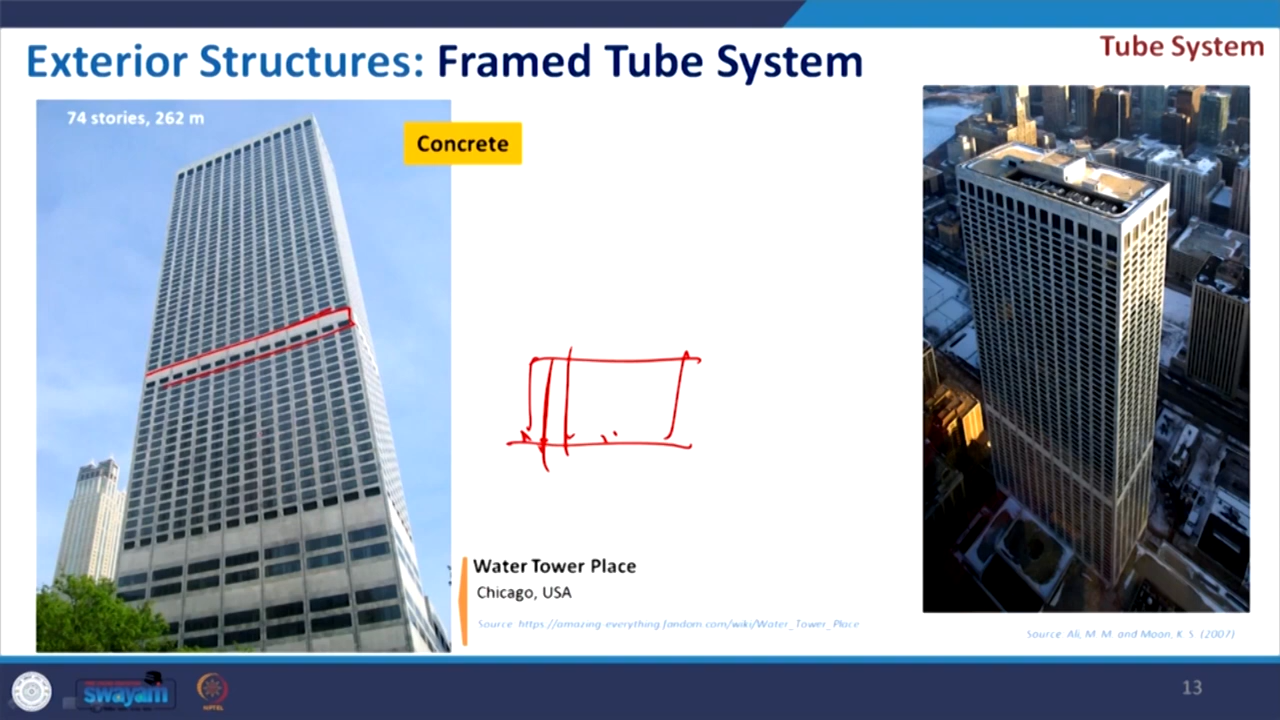 Exterior Structures: Framed Tube System
Tube System
74 stories, 262 m
Concrete
Water Tower Place
Chicago, USA
Source: https://amazing-everything.fandom.com/wiki/Water_Tower_Place
Source: Ali, M. M. and Moon, K. S. (2007)
swayam
NPTEL
13